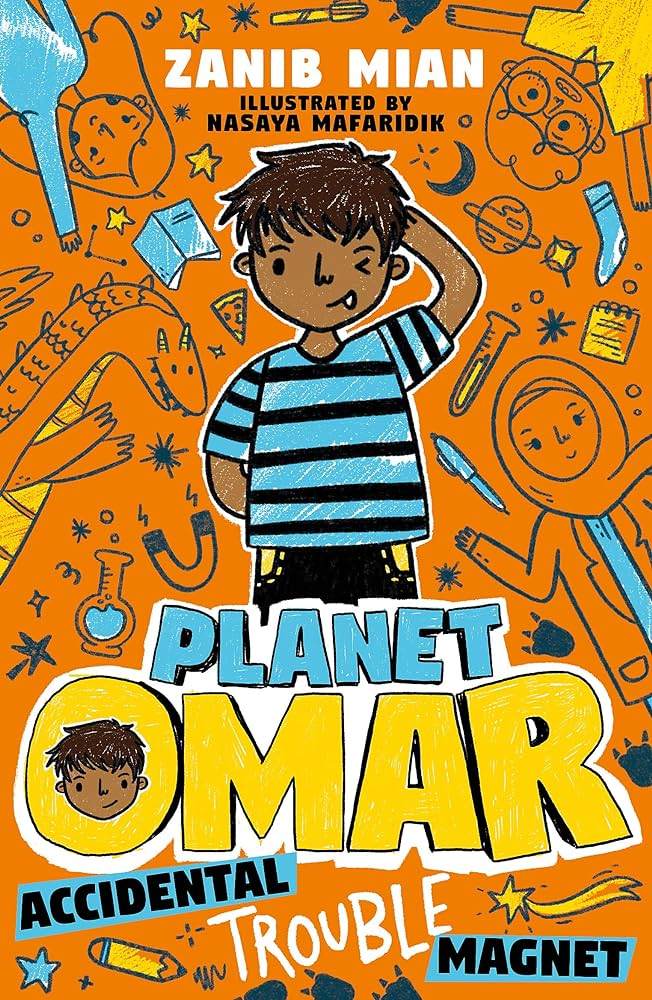 ZANIB MIAN
ILLUSTRATED BY
NASAYA MAFARIDIK
PLANET
OMAR
ACCIDENTAL
TROUBLE
MAGNET